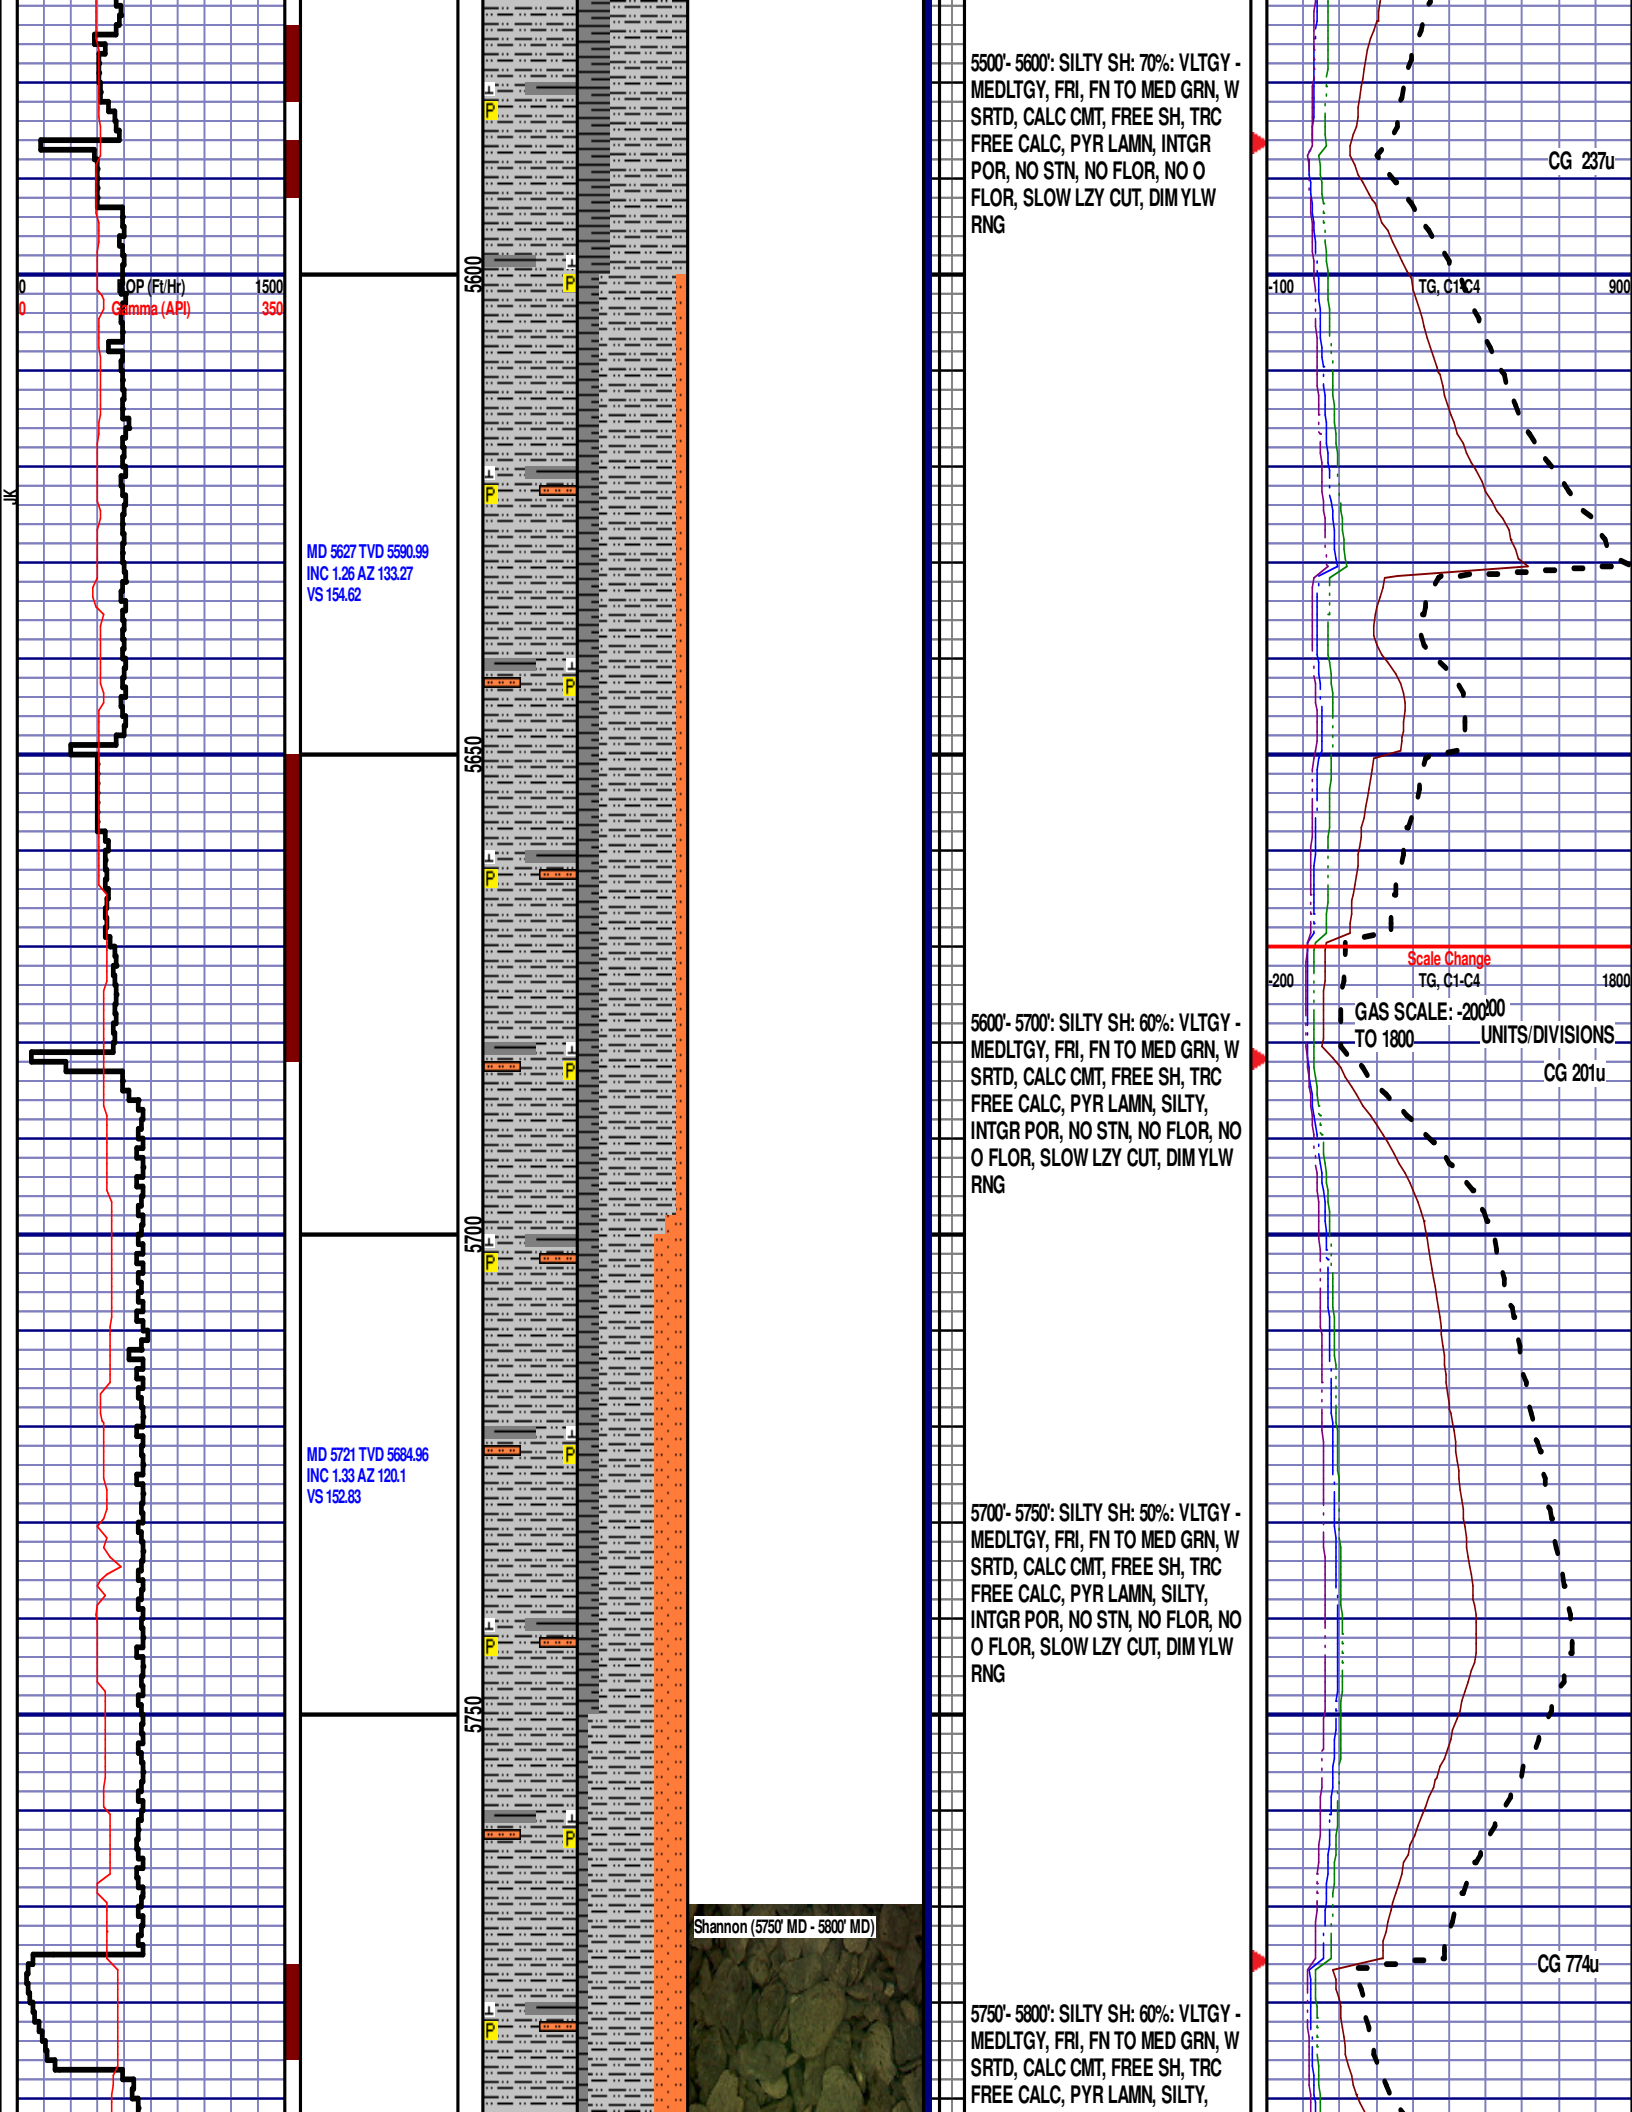 5500'- 5600': SILTY SH: 70%: VLTGY -
MEDLTGY, FRI, FN TO MED GRN, W
SRTD, CALC CMT, FREE SH, TRC
FREE CALC, PYR LAMN, INTGR
POR, NO STN, NO FLOR, NO O
FLOR, SLOW LZY CUT, DIM YLW
RNG
P
CG 237u
5600
P
0 ROP (Ft/Hr) 1500
0 Gamma (API) 350
-100 TG, C1-C4 900
P
JK
MD 5627 TVD 5590.99
INC 1.26 AZ 133.27
VS 154.62
P
5650
P
Scale Change
-200 TG, C1-C4 1800
GAS SCALE: -200
TO 1800
UNITS/DIVISIONS
CG 201u
5600'- 5700': SILTY SH: 60%: VLTGY -
MEDLTGY, FRI, FN TO MED GRN, W
SRTD, CALC CMT, FREE SH, TRC
FREE CALC, PYR LAMN, SILTY,
INTGR POR, NO STN, NO FLOR, NO
O FLOR, SLOW LZY CUT, DIM YLW
RNG
P
5700
P
MD 5721 TVD 5684.96
INC 1.33 AZ 120.1
VS 152.83
P
5700'- 5750': SILTY SH: 50%: VLTGY -
MEDLTGY, FRI, FN TO MED GRN, W
SRTD, CALC CMT, FREE SH, TRC
FREE CALC, PYR LAMN, SILTY,
INTGR POR, NO STN, NO FLOR, NO
O FLOR, SLOW LZY CUT, DIM YLW
RNG
P
5750
P
Shannon (5750' MD - 5800' MD)
CG 774u
P
5750'- 5800': SILTY SH: 60%: VLTGY -
MEDLTGY, FRI, FN TO MED GRN, W
SRTD, CALC CMT, FREE SH, TRC
FREE CALC, PYR LAMN, SILTY,